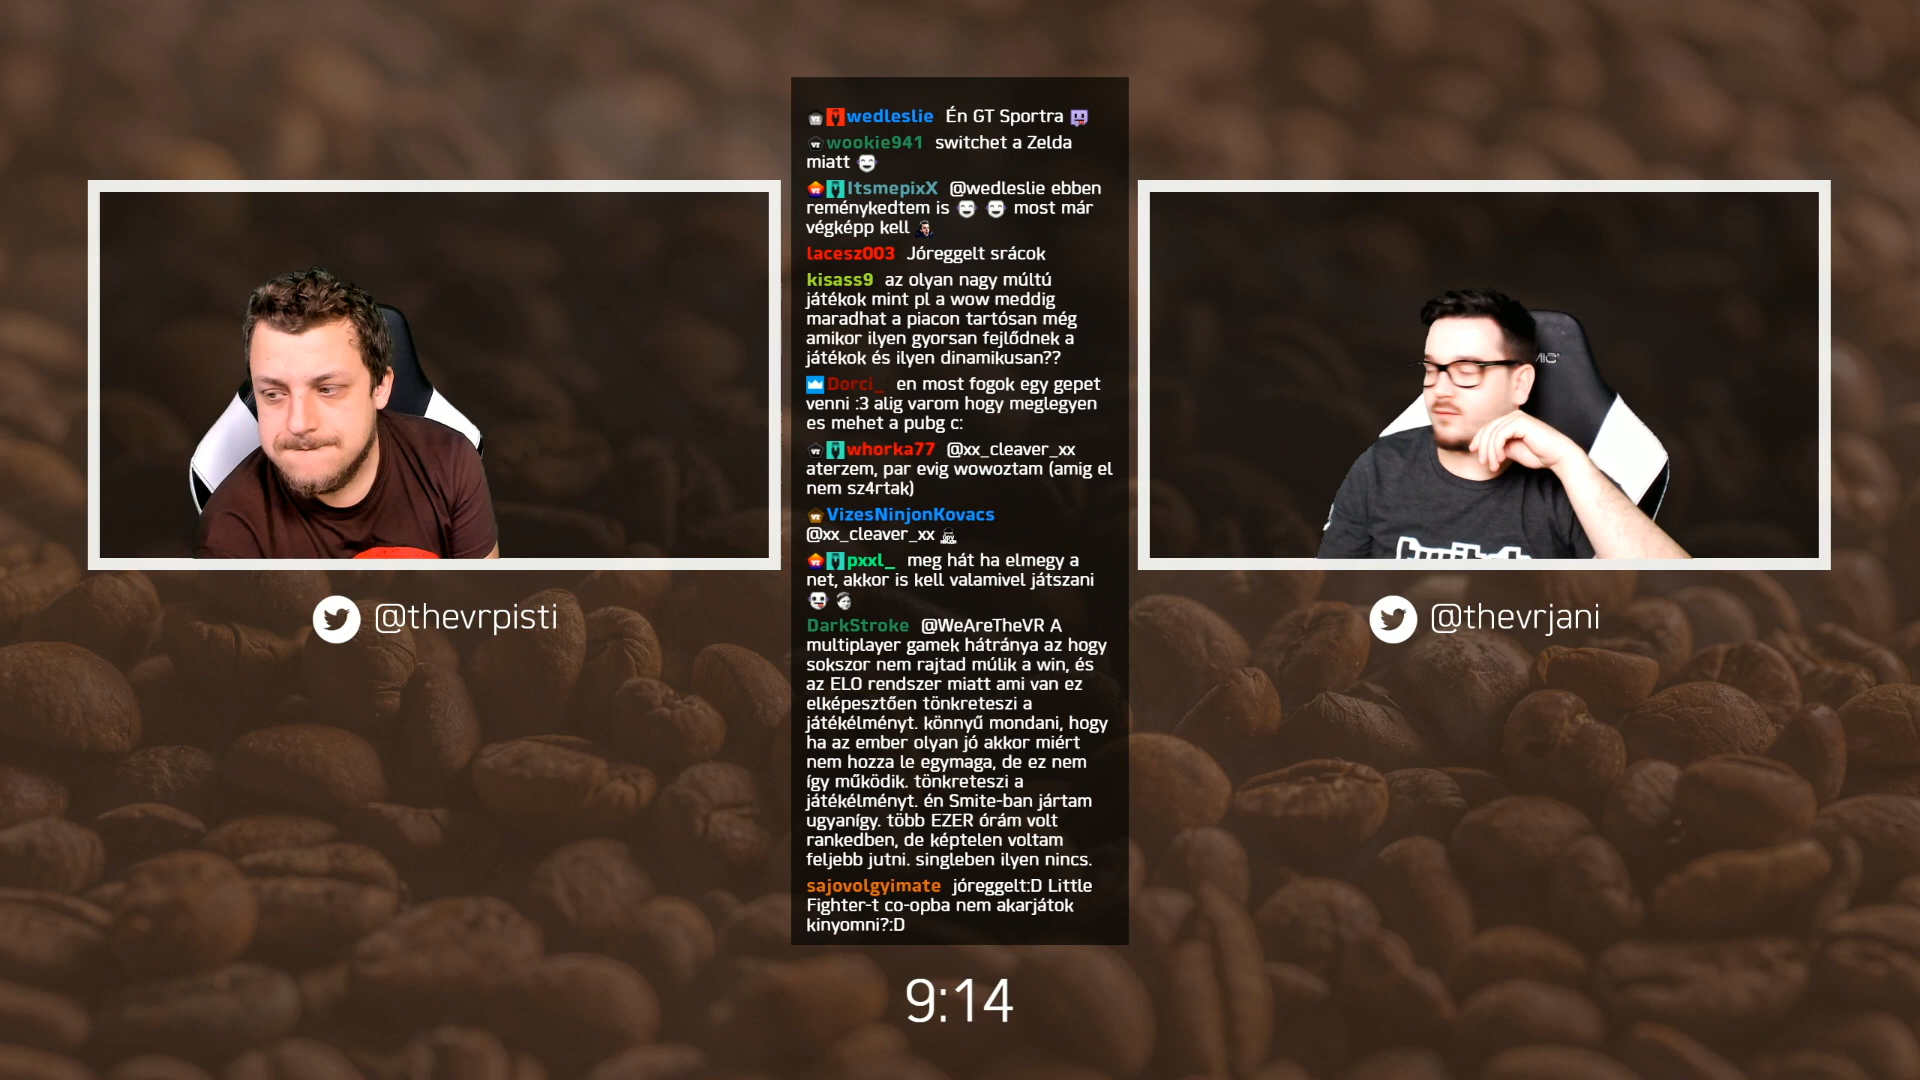 wedleslie Én GT Sportra
wookie941 switchet a Zelda
miatt
ItsmepixX @wedleslie ebben
reménykedtem is most már
végképp kell
lacesz003 Jóreggelt srácok
kisass9 az olyan nagy múltú
játékok mint pl a wow meddig
maradhat a piacon tartósan még
amikor ilyen gyorsan fejlődnek a
játékok és ilyen dinamikusan??
Dorci_ en most fogok egy gepet
venni :3 alig varom hogy meglegyen
es mehet a pubg c:
whorka77 @xx_cleaver_xx
aterzem, par evig wowoztam (amig el
nem sz4rtak)
VizesNinjonKovacs
@xx_cleaver_xx
pxxl_ meg hát ha elmegy a
net, akkor is kell valamivel játszani
DarkStroke @WeAreTheVR A
multiplayer gamek hátránya az hogy
sokszor nem rajtad múlik a win, és
az ELO rendszer miatt ami van ez
elképesztően tönkreteszi a
játékélményt. könnyű mondani, hogy
ha az ember olyan jó akkor miért
nem hozza le egymaga, de ez nem
így működik. tönkreteszi a
játékélményt. én Smite-ban jártam
ugyanígy. több EZER órám volt
rankedben, de képtelen voltam
feljebb jutni. singleben ilyen nincs.
sajovolgyimate jóreggelt:D Little
Fighter-t co-opba nem akarjátok
kinyomni?:D
@thevrpisti
@thevrjani
9:14